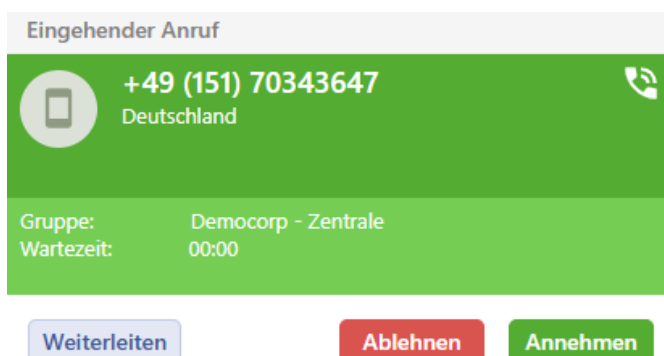 Eingehender Anruf
+49 (151) 70343647
Deutschland
Gruppe: Democorp - Zentrale
Wartezeit: 00:00
Weiterleiten Ablehnen Annehmen